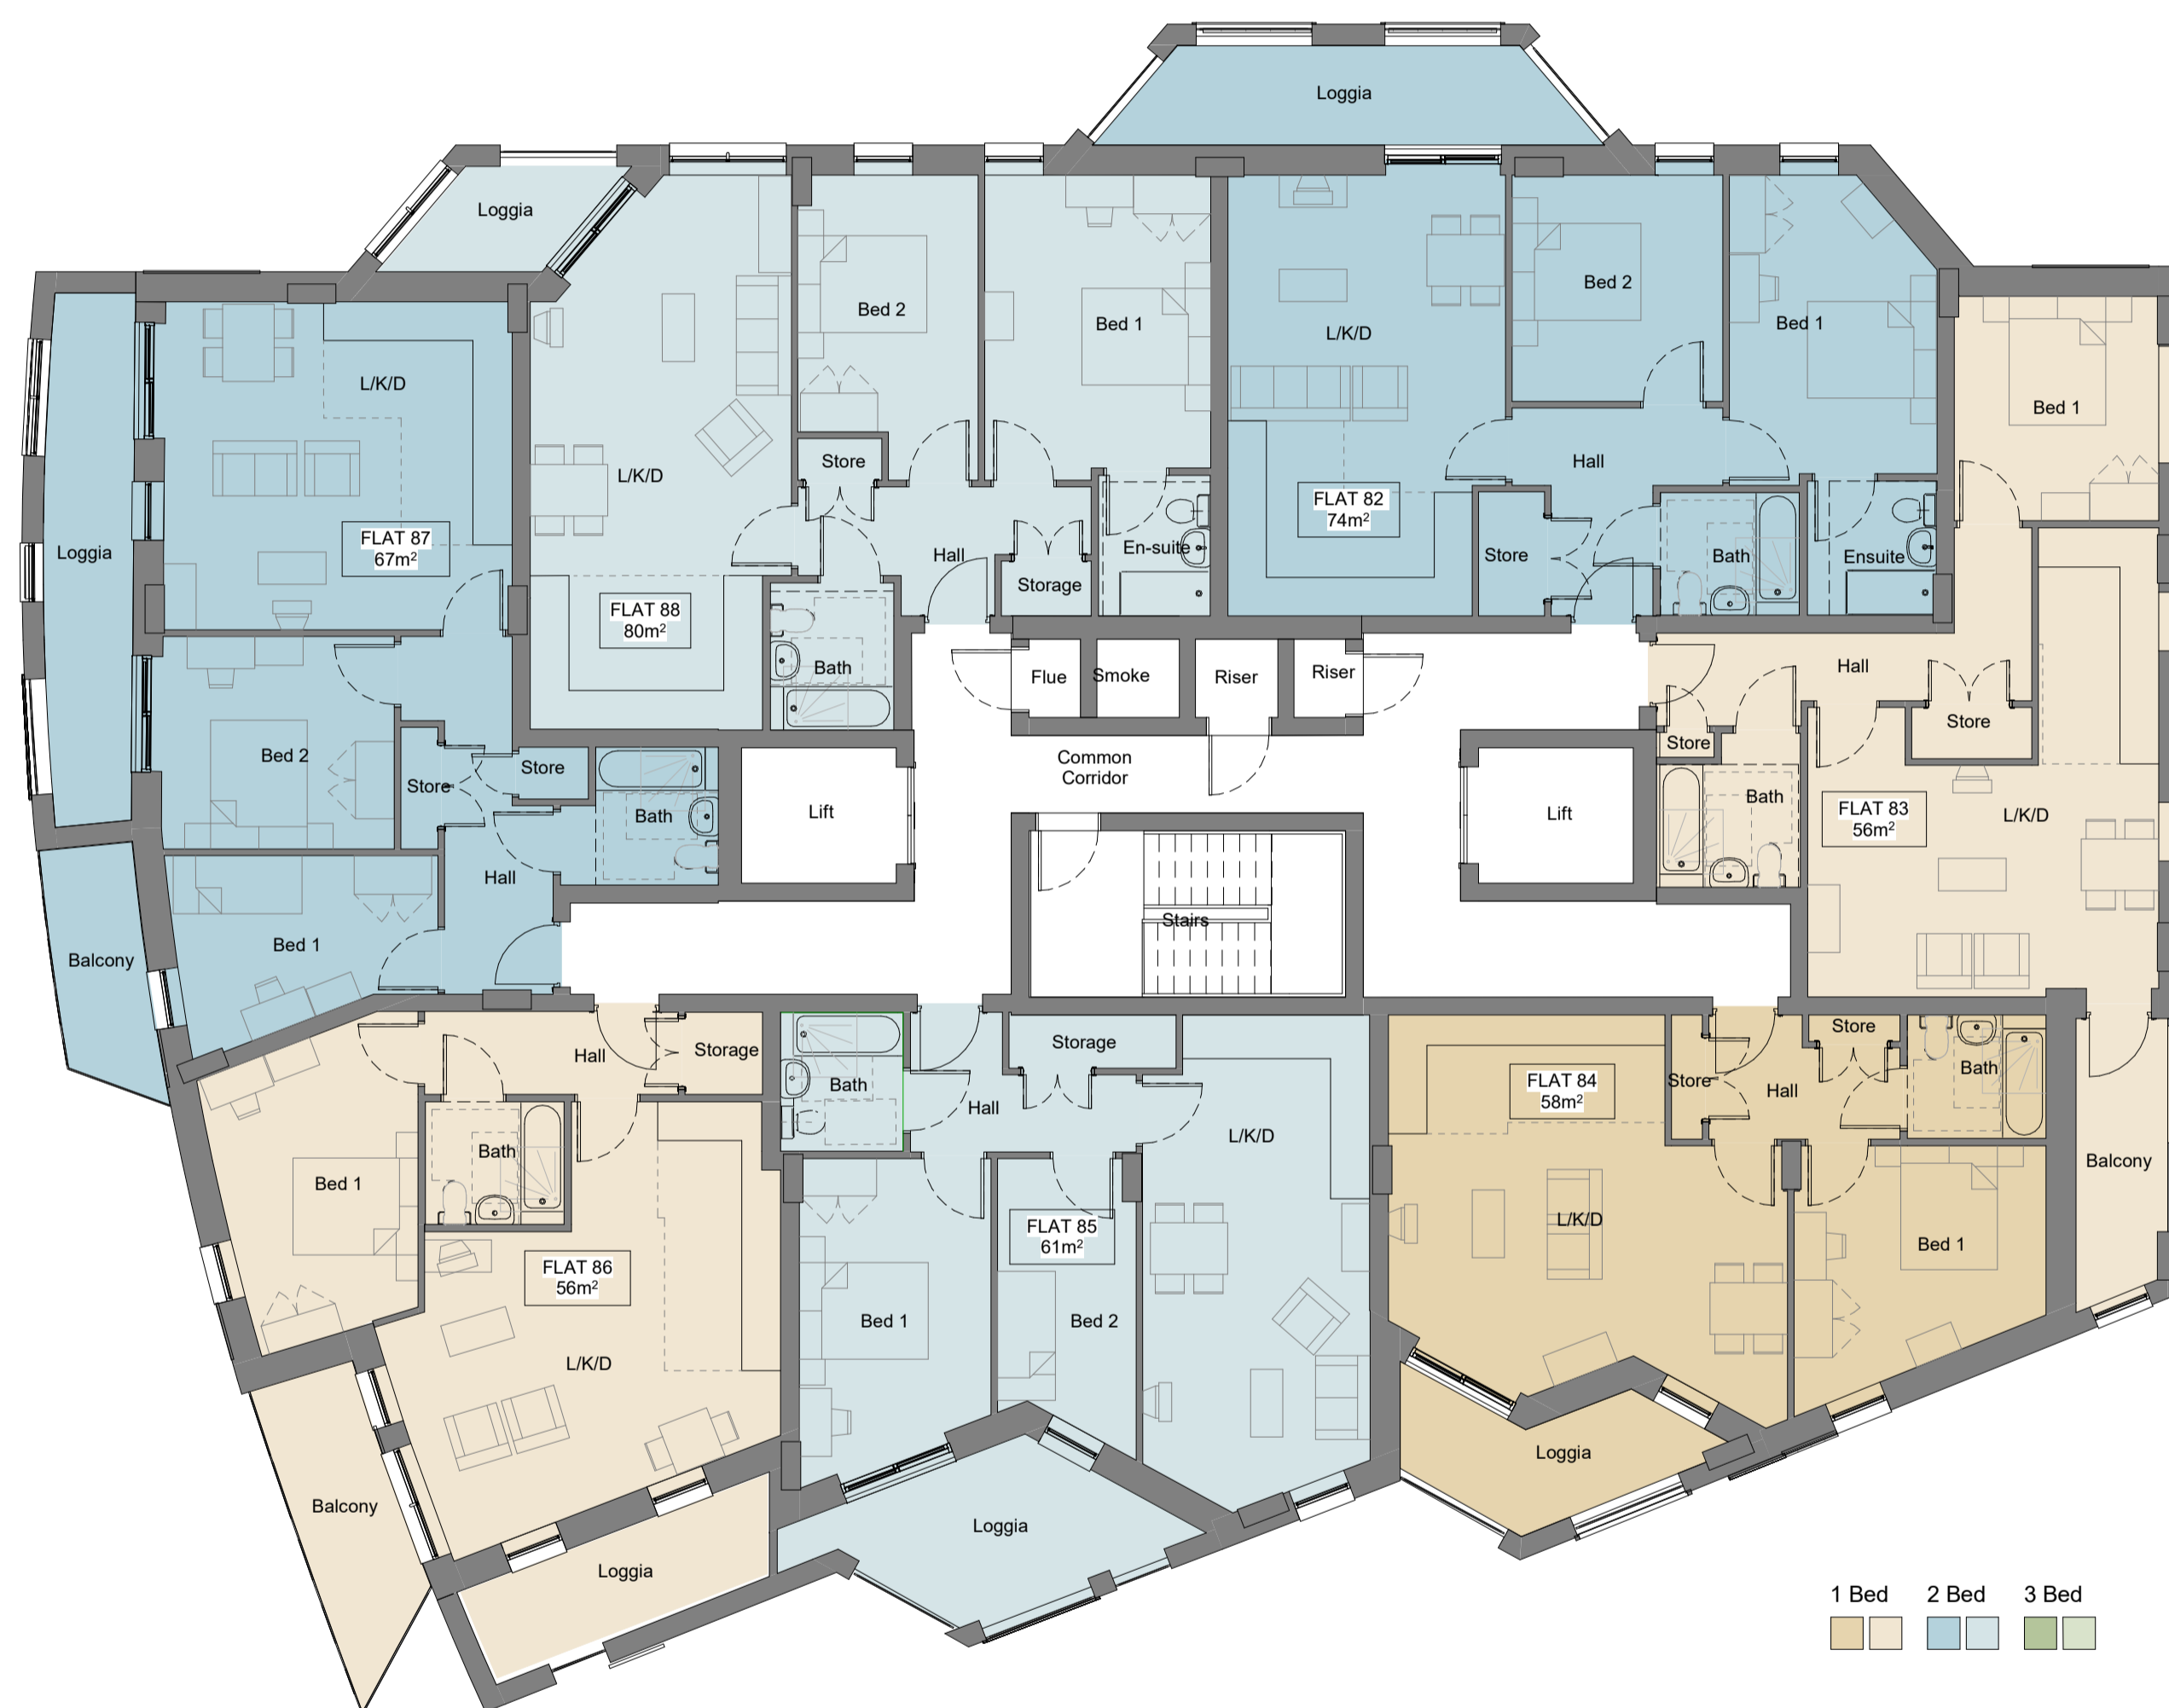 Loggia
Loggia
Bed 2
Bed 1
L/K/D
Bed 2
Bed 1
Bed 1
L/K/D
L/K/D
Store
Hall
FLAT 82
74m²
FLAT 87
67m²
Loggia
Hall
En-suite
Store
Bath
Ensuite
Storage
FLAT 88
80m²
Bath
Flue
Smoke
Riser
Riser
Hall
Store
Store
Bed 2
Store
Store
Common
Corridor
Bath
Lift
Lift
Bath
FLAT 83
56m²
L/K/D
Hall
Stairs
Bed 1
Balcony
Hall
Storage
Bath
Storage
Hall
L/K/D
FLAT 84
58m²
Store
Hall
Store
Bath
Bath
Bed 1
Balcony
FLAT 85
61m²
L/K/D
Bed 1
FLAT 86
56m²
Bed 1
Bed 2
L/K/D
Loggia
Balcony
Loggia
Loggia
1 Bed
2 Bed
3 Bed